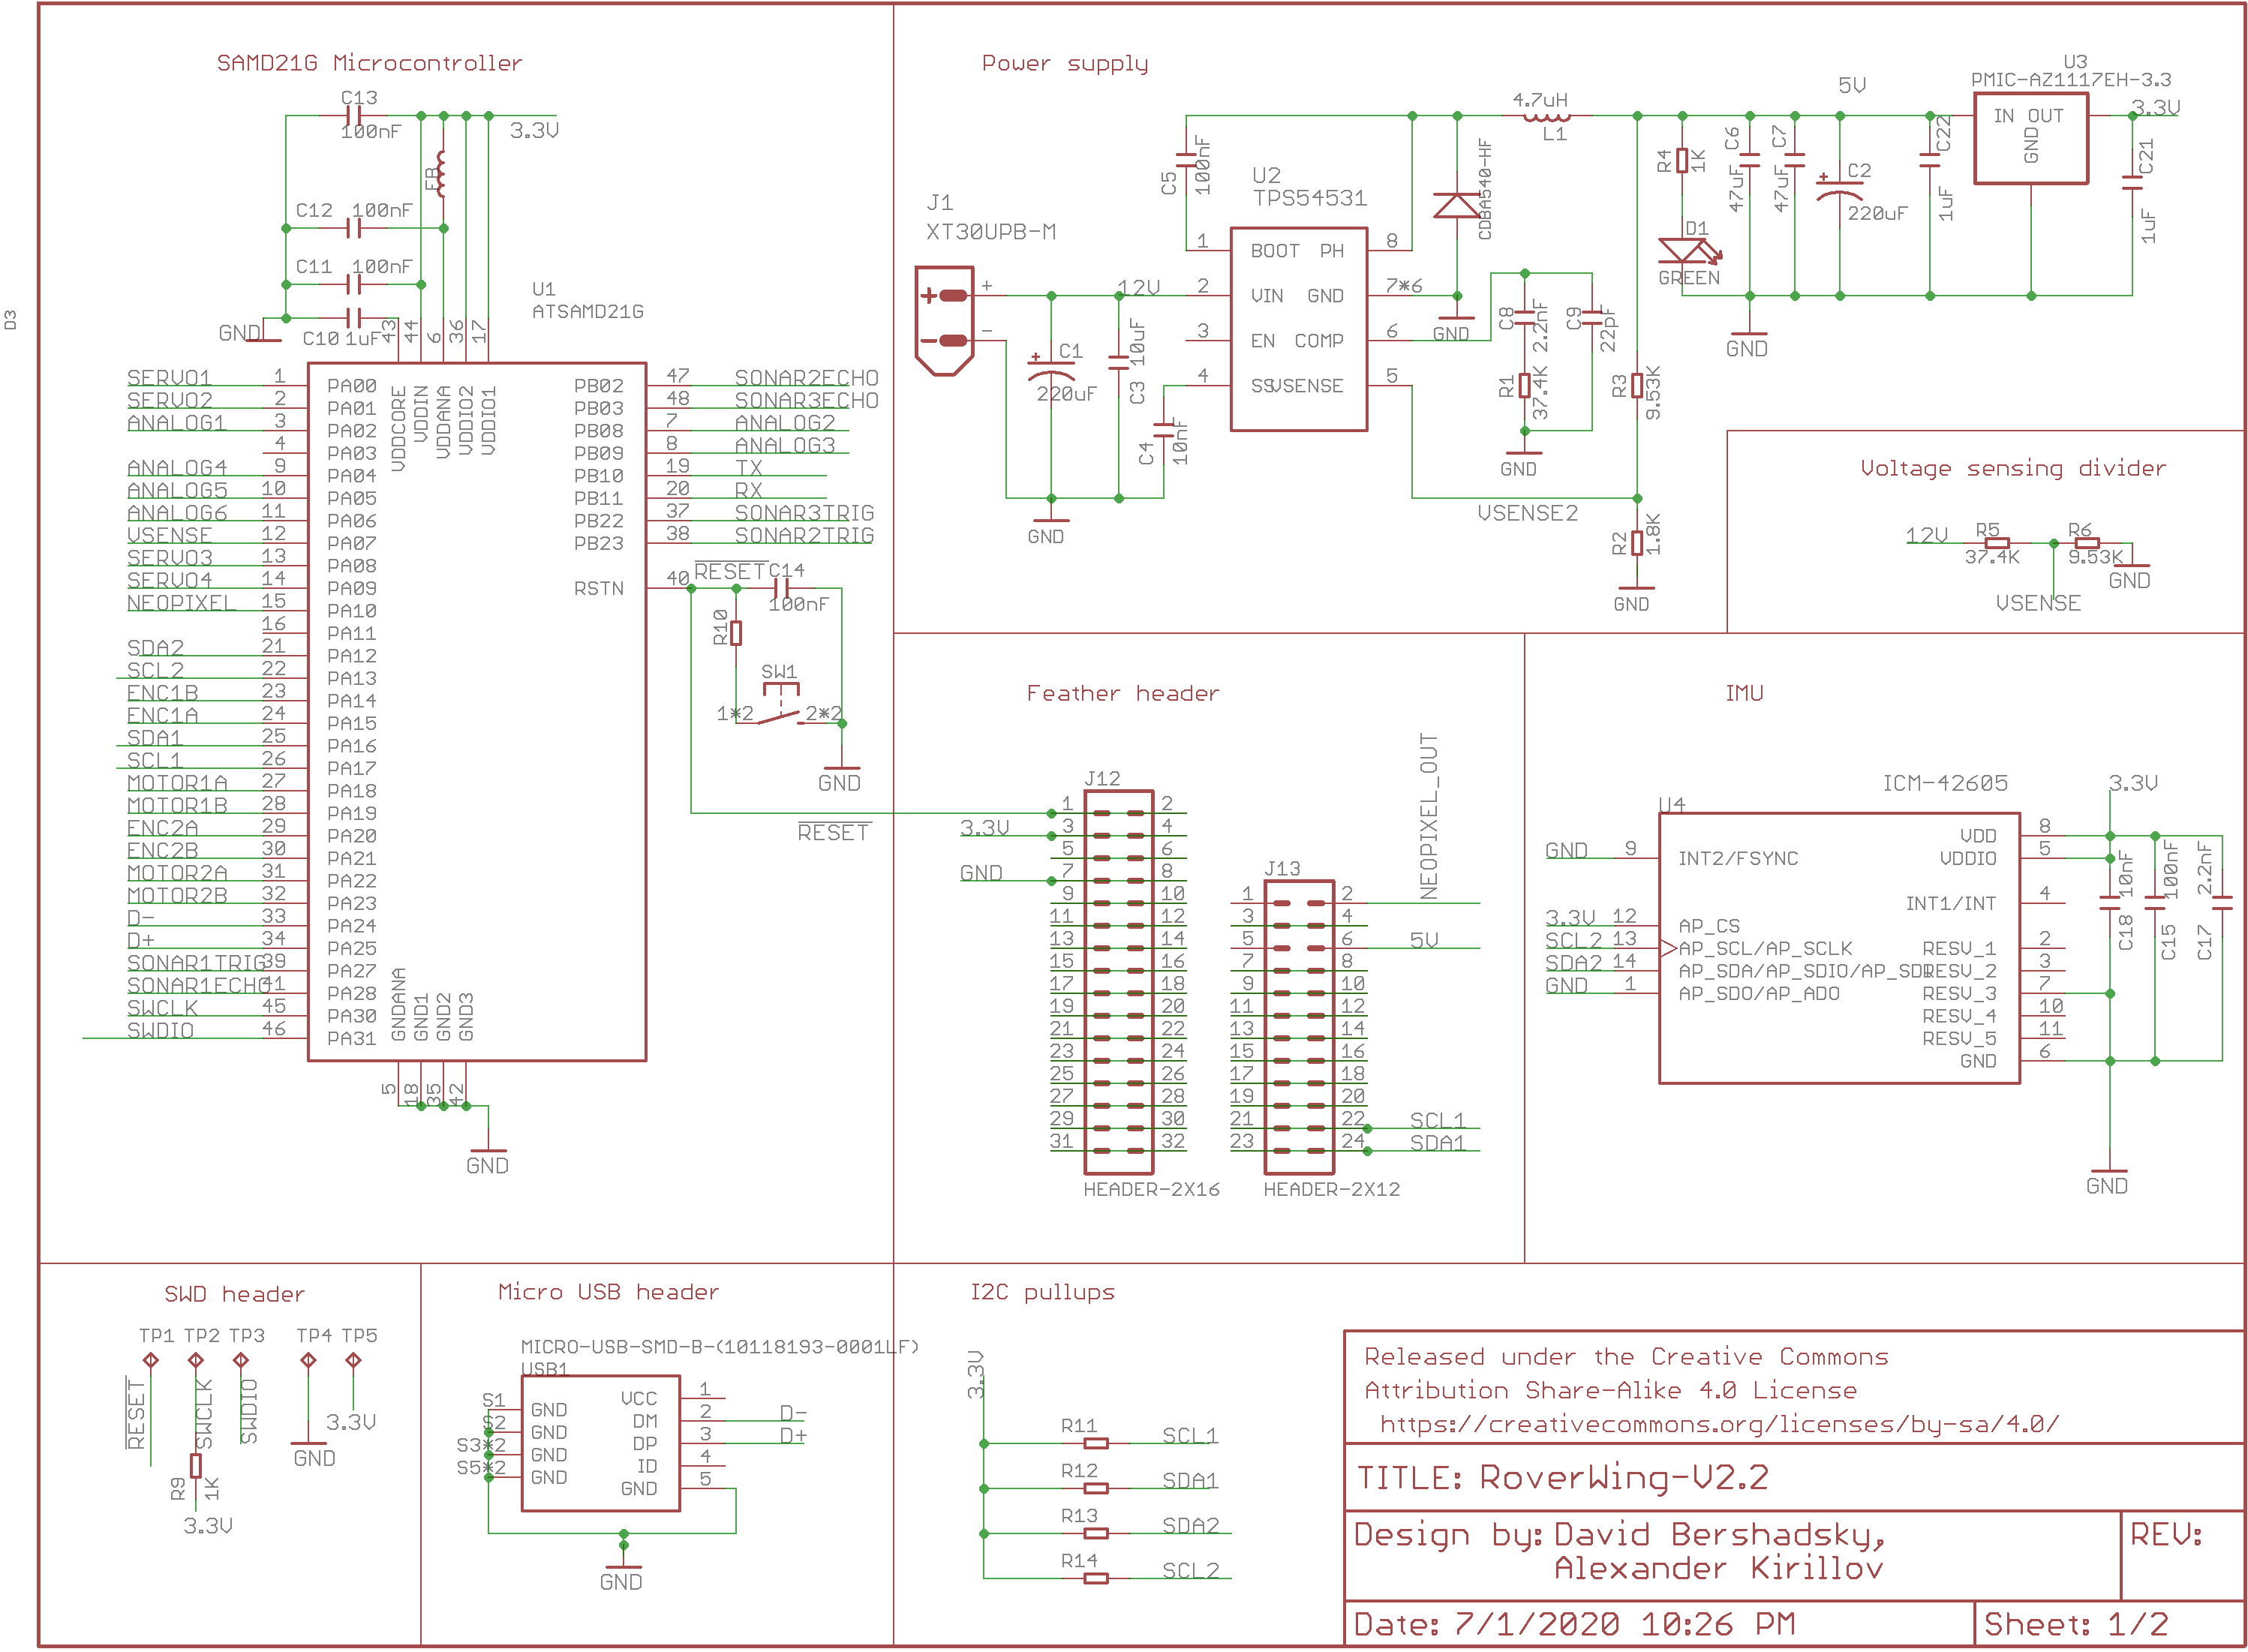 SAMD21G Microcontroller
C13
100nF
3.3V
FB
C12 100nF
C11 100nF
GND
C10 1uF
43
44
6
36
17
U1
ATSAMD21G
D3
SERVO1 1 PA00
SERVO2 2 PA01
ANALOG1 3 PA02
4 PA03
ANALOG4 9 PA04
ANALOG5 10 PA05
ANALOG6 11 PA06
VSENSE 12 PA07
SERVO3 13 PA08
SERVO4 14 PA09
NEOPIXEL 15 PA10
16 PA11
SDA2 21 PA12
SCL2 22 PA13
ENC1B 23 PA14
ENC1A 24 PA15
SDA1 25 PA16
SCL1 26 PA17
MOTOR1A 27 PA18
MOTOR1B 28 PA19
ENC2A 29 PA20
ENC2B 30 PA21
MOTOR2A 31 PA22
MOTOR2B 32 PA23
D- 33 PA24
D+ 34 PA25
SONAR1TRIG 39 PA27
SONAR1ECHO 41 PA28
SWCLK 45 PA30
SWDIO 46 PA31
VDDCORE
VDDIN
VDDANA
VDDIO2
VDDIO1
PB02 47 SONAR2ECHO
PB03 48 SONAR3ECHO
PB08 7 ANALOG2
PB09 8 ANALOG3
PB10 19 TX
PB11 20 RX
PB22 37 SONAR3TRIG
PB23 38 SONAR2TRIG
RSTN 40 RESET
C14
100nF
R10
SW1
1*2 2*2
GND
RESET
GNDANA
GND1
GND2
GND3
5
18
35
42
GND
Power supply
J1
XT30UPB-M
+
-
12V
C1
220uF
C3 10uF
C4 10nF
GND
C5 100nF
U2
TPS54531
1 BOOT PH 8
2 VIN GND 7*6
3 EN COMP 6
4 SS VSENSE 5
CDBA540-HF
GND
4.7uH
L1
C8 2.2nF
C9 22pF
R1 37.4K
GND
R3 9.53K
VSENSE2
R2 1.8K
GND
R4 1K
D1
GREEN
C6 47uF
C7 47uF
5V
C2
220uF
C22 1uF
GND
U3
PMIC-AZ1117EH-3.3
IN OUT
GND
3.3V
C21 1uF
Voltage sensing divider
12V R5 R6
37.4K 9.53K
GND
VSENSE
Feather header
J12
1 2
3.3V 3 4
5 6
GND 7 8
9 10
11 12
13 14
15 16
17 18
19 20
21 22
23 24
25 26
27 28
29 30
31 32
HEADER-2X16
J13
NEOPIXEL_OUT
1 2
3 4
5 6 5V
7 8
9 10
11 12
13 14
15 16
17 18
19 20
21 22 SCL1
23 24 SDA1
HEADER-2X12
IMU
ICM-42605
U4
3.3V
GND 9 INT2/FSYNC
3.3V 12 AP_CS
SCL2 13 AP_SCL/AP_SCLK
SDA2 14 AP_SDA/AP_SDIO/AP_SDI
GND 1 AP_SDO/AP_AD0
VDD 8
VDDIO 5
INT1/INT 4
RESV_1 2
RESV_2 3
RESV_3 7
RESV_4 10
RESV_5 11
GND 6
C18 10nF
C15 100nF
C17 2.2nF
GND
SWD header
TP1 TP2 TP3 TP4 TP5
RESET
SWCLK
SWDIO
3.3V
GND
R9 1K
3.3V
Micro USB header
MICRO-USB-SMD-B-(10118193-0001LF)
USB1
S1 GND
S2 GND
S3*2 GND
S5*2 GND
VCC 1
DM 2 D-
DP 3 D+
ID 4
GND 5
GND
I2C pullups
3.3V
R11 SCL1
R12 SDA1
R13 SDA2
R14 SCL2
Released under the Creative Commons
Attribution Share-Alike 4.0 License
https://creativecommons.org/licenses/by-sa/4.0/
TITLE: RoverWing-V2.2
Design by: David Bershadsky,
Alexander Kirillov
REV:
Date: 7/1/2020 10:26 PM
Sheet: 1/2